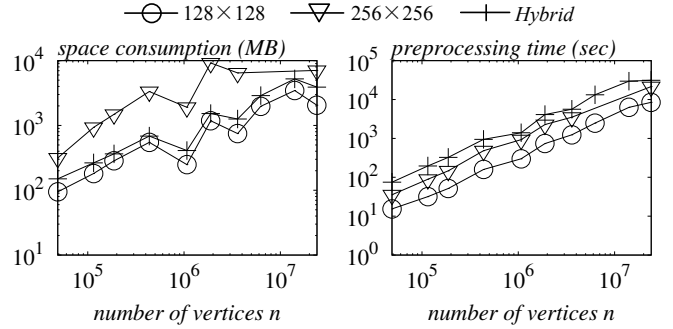 128×128 256×256 Hybrid
space consumption (MB)
10^4
10^3
10^2
10^1
10^5 10^6 10^7
number of vertices n
preprocessing time (sec)
10^5
10^4
10^3
10^2
10^1
10^0
10^5 10^6 10^7
number of vertices n